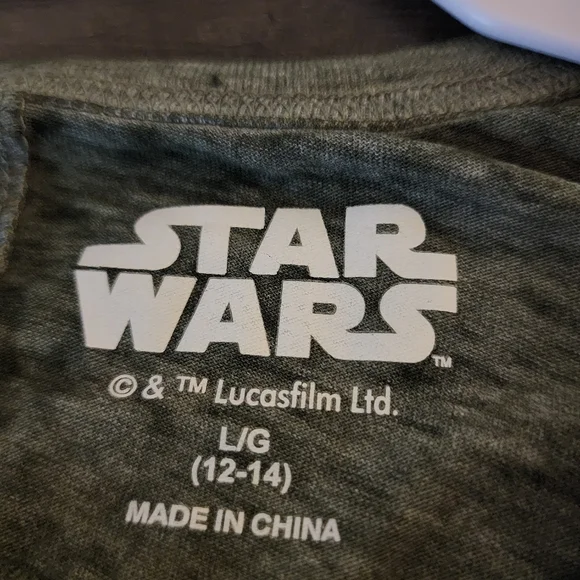 STAR
WARS™
© & ™ Lucasfilm Ltd.
L/G
(12-14)
MADE IN CHINA